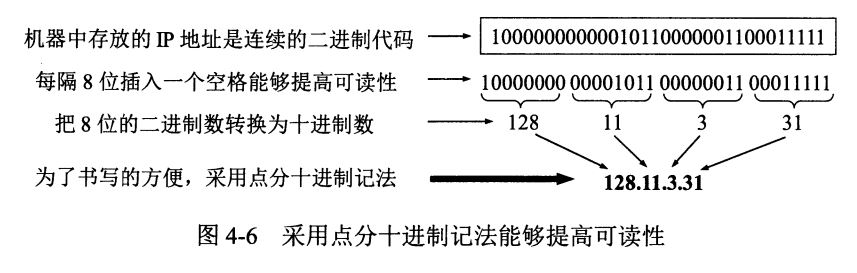 机器中存放的 IP 地址是连续的二进制代码
10000000000010110000001100011111
每隔 8 位插入一个空格能够提高可读性
10000000 00001011 00000011 00011111
把 8 位的二进制数转换为十进制数
128 11 3 31
为了书写的方便，采用点分十进制记法
128.11.3.31
图 4-6 采用点分十进制记法能够提高可读性